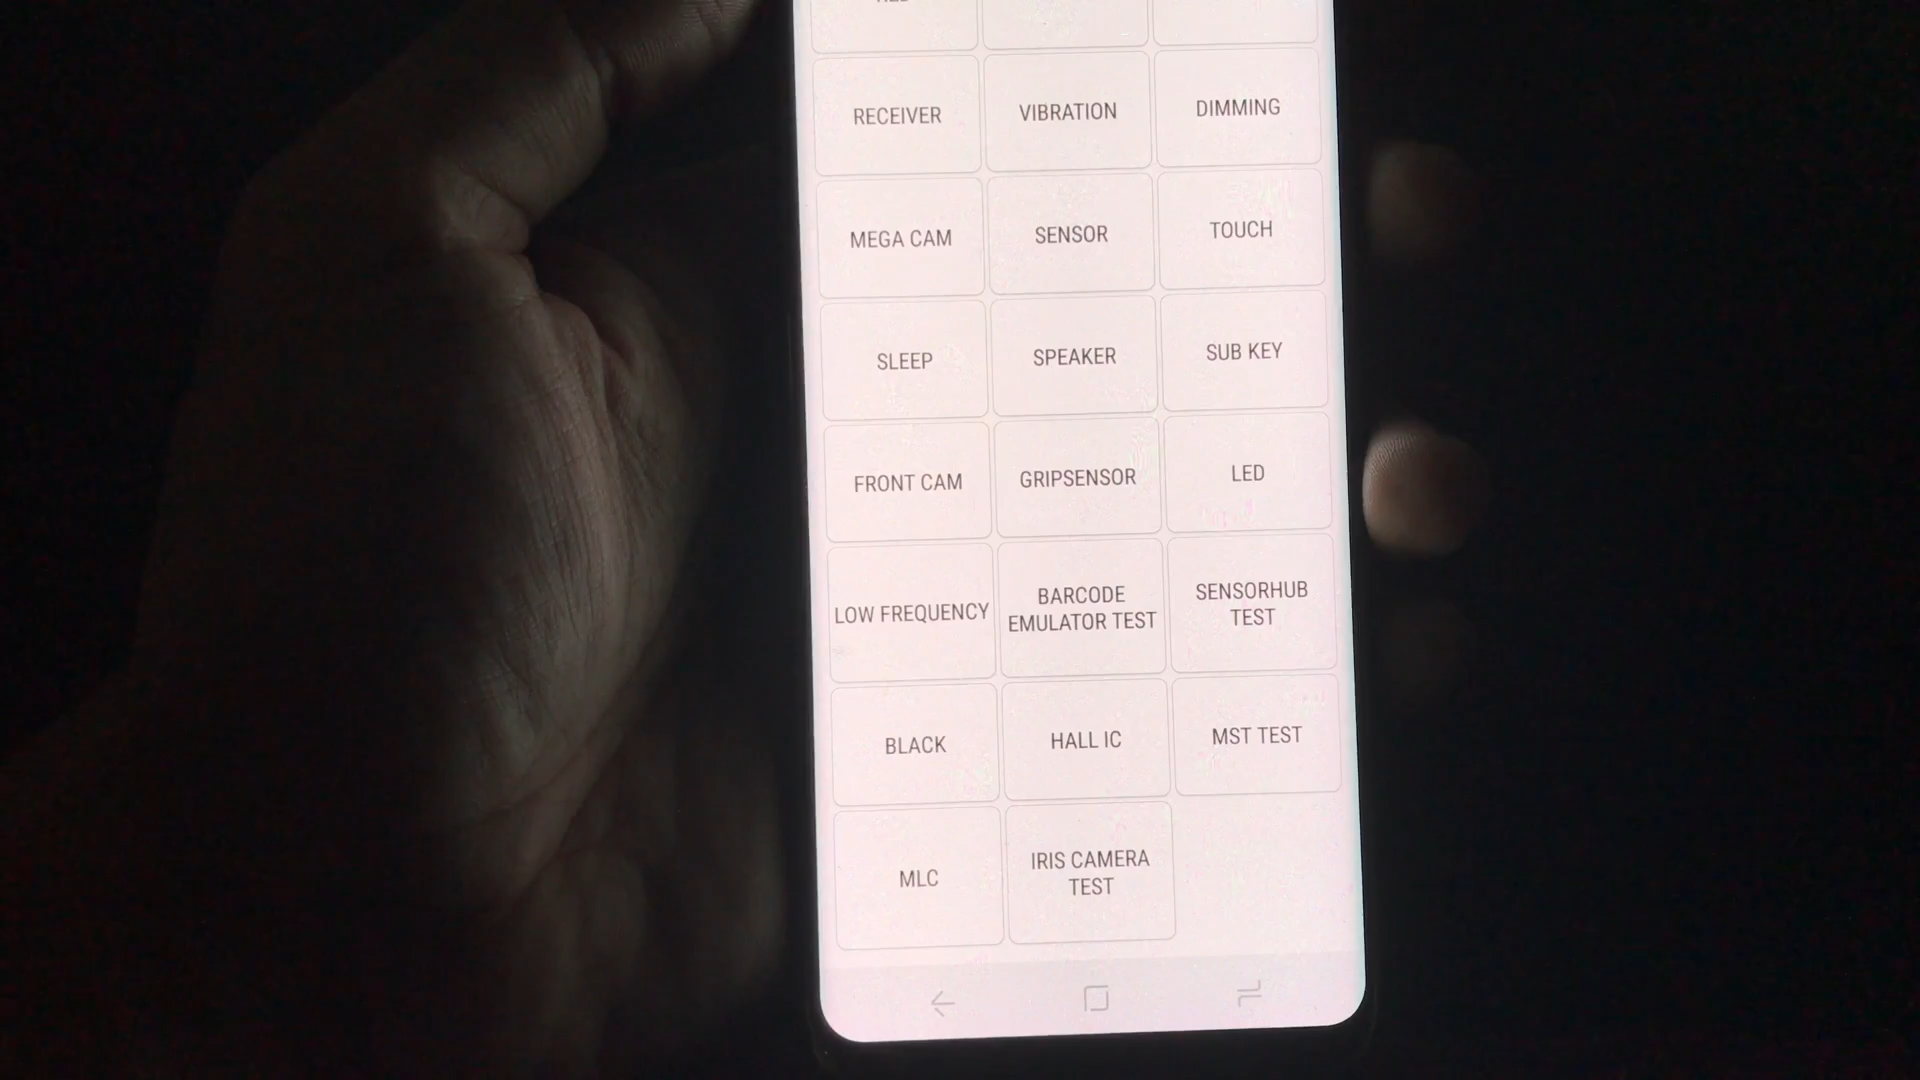 RECEIVER
VIBRATION
DIMMING
MEGA CAM
SENSOR
TOUCH
SLEEP
SPEAKER
SUB KEY
FRONT CAM
GRIPSENSOR
LED
LOW FREQUENCY
BARCODE
EMULATOR TEST
SENSORHUB
TEST
BLACK
HALL IC
MST TEST
MLC
IRIS CAMERA
TEST